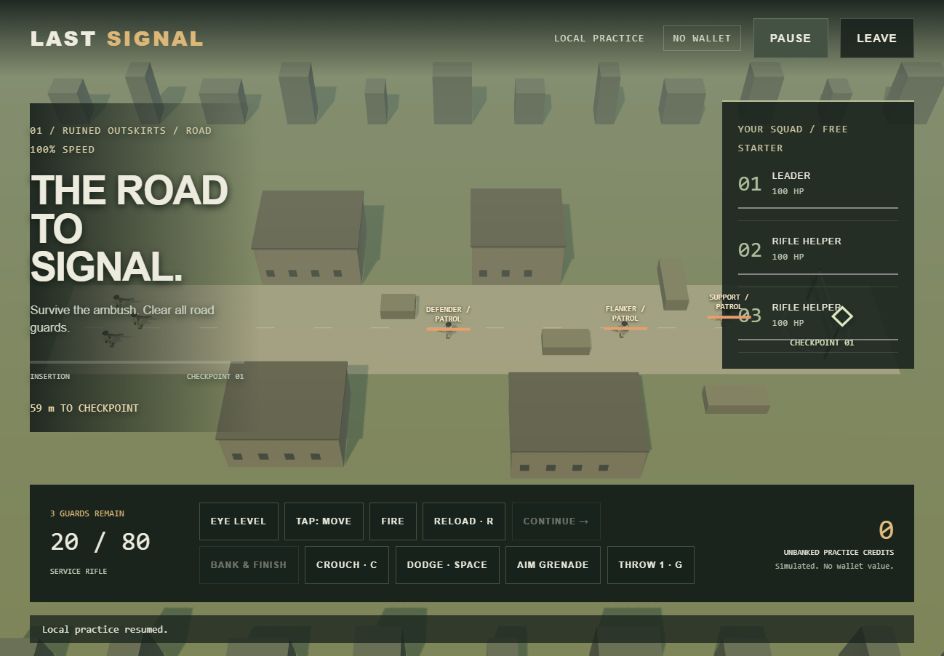 LAST SIGNAL
LOCAL PRACTICE
NO WALLET
PAUSE
LEAVE
01 / RUINED OUTSKIRTS / ROAD
100% SPEED
THE ROAD
TO
SIGNAL.
Survive the ambush. Clear all road
guards.
INSERTION
CHECKPOINT 01
59 m TO CHECKPOINT
DEFENDER /
PATROL
FLANKER /
PATROL
SUPPORT /
PATROL
YOUR SQUAD / FREE
STARTER
01 LEADER
100 HP
02 RIFLE HELPER
100 HP
03 RIFLE HELPER
100 HP
CHECKPOINT 01
3 GUARDS REMAIN
20 / 80
SERVICE RIFLE
EYE LEVEL
TAP: MOVE
FIRE
RELOAD · R
CONTINUE →
BANK & FINISH
CROUCH · C
DODGE · SPACE
AIM GRENADE
THROW 1 · G
0
UNBANKED PRACTICE CREDITS
Simulated. No wallet value.
Local practice resumed.